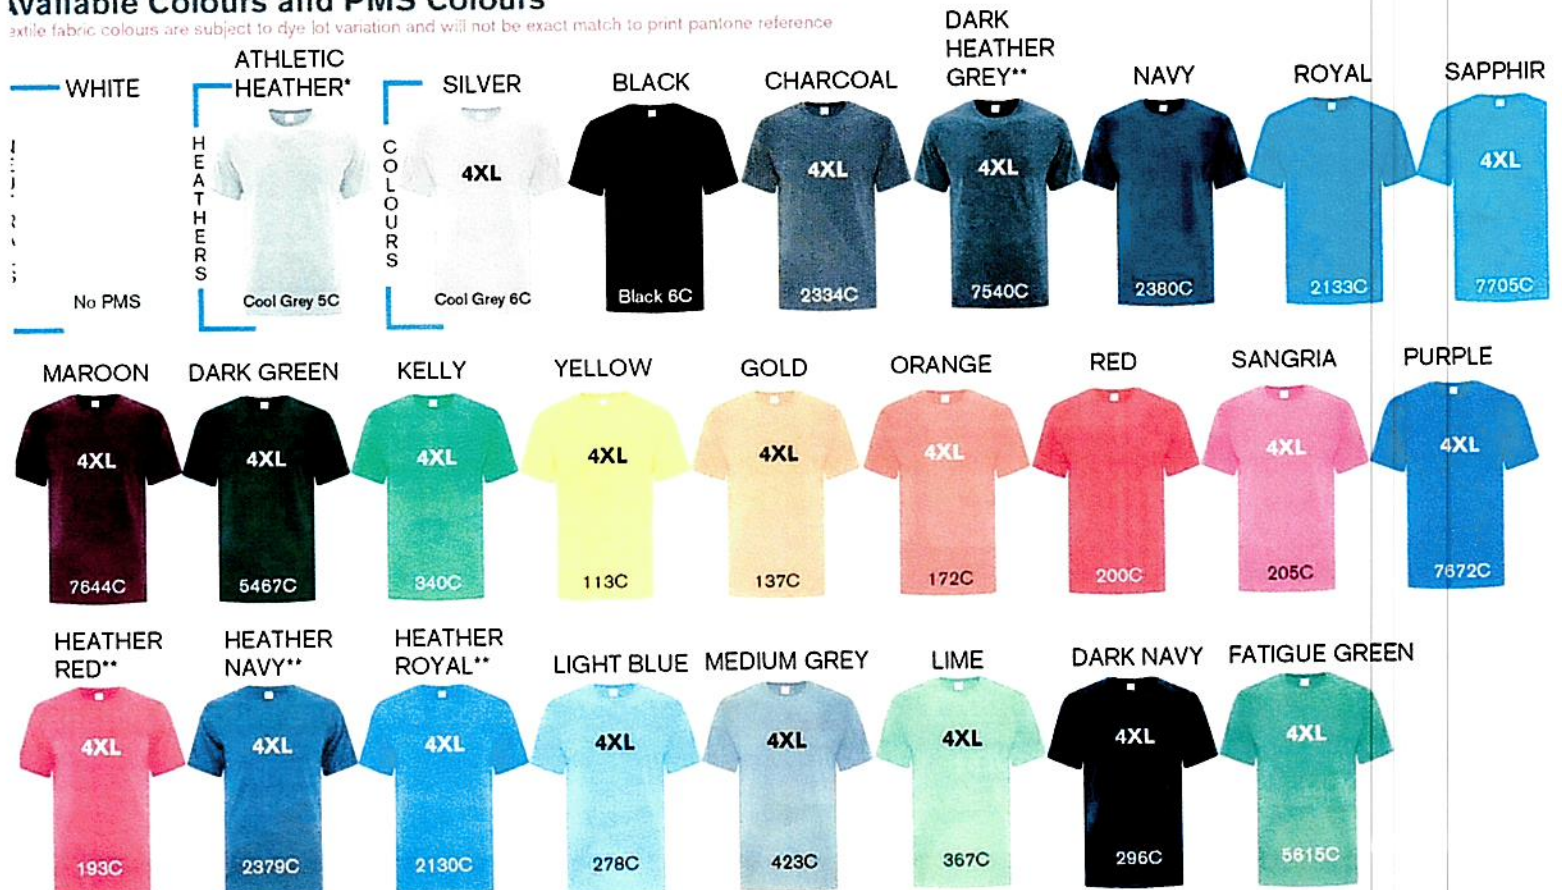 Available Colours and PMS Colours
extile fabric colours are subject to dye lot variation and will not be exact match to print pantone reference
WHITE
No PMS
HEATHERS
ATHLETIC
HEATHER*
Cool Grey 5C
COLOURS
SILVER
4XL
Cool Grey 6C
BLACK
Black 6C
CHARCOAL
4XL
2334C
DARK
HEATHER
GREY**
4XL
7540C
NAVY
2380C
ROYAL
2133C
SAPPHIR
4XL
7705C
MAROON
4XL
7644C
DARK GREEN
4XL
5467C
KELLY
4XL
340C
YELLOW
4XL
113C
GOLD
4XL
137C
ORANGE
4XL
172C
RED
200C
SANGRIA
4XL
205C
PURPLE
4XL
7672C
HEATHER
RED**
4XL
193C
HEATHER
NAVY**
4XL
2379C
HEATHER
ROYAL**
4XL
2130C
LIGHT BLUE
4XL
278C
MEDIUM GREY
4XL
423C
LIME
4XL
367C
DARK NAVY
4XL
296C
FATIGUE GREEN
4XL
5615C